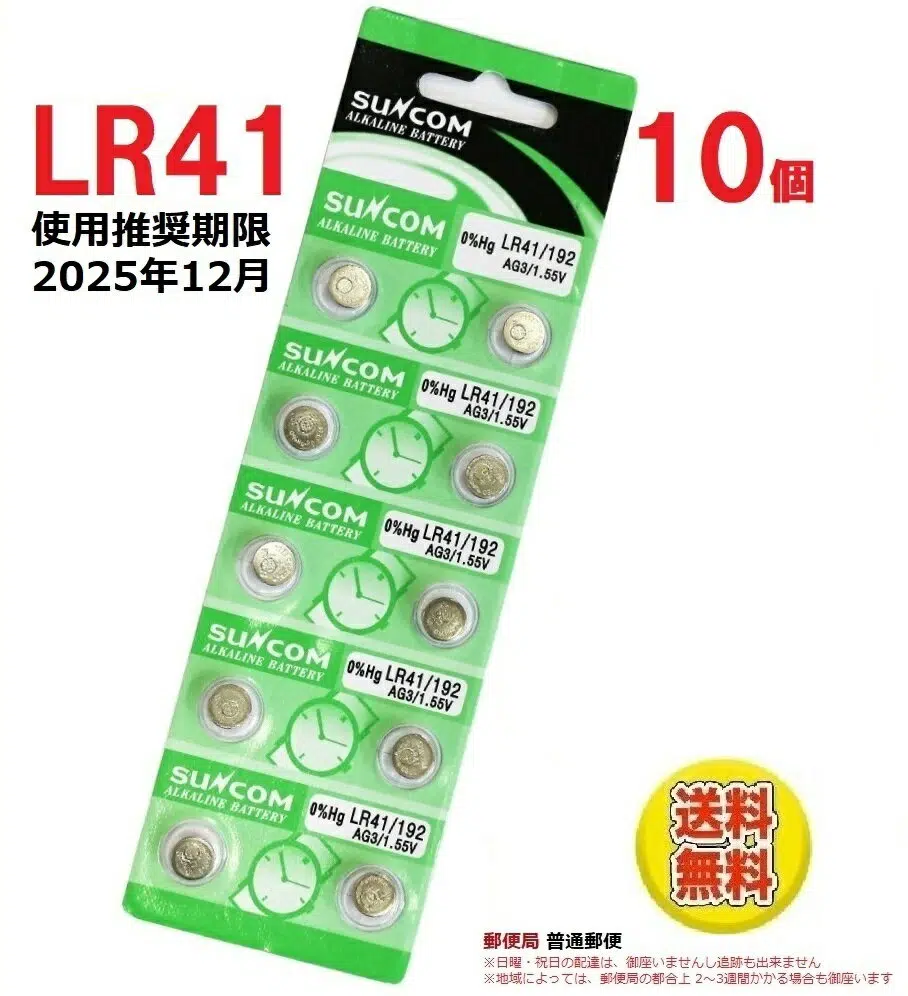 LR41
10個
使用推奨期限
2025年12月
SUNCOM
ALKALINE BATTERY
SUNCOM
ALKALINE BATTERY
0%Hg LR41/192
AG3/1.55V
SUNCOM
ALKALINE BATTERY
0%Hg LR41/192
AG3/1.55V
SUNCOM
ALKALINE BATTERY
0%Hg LR41/192
AG3/1.55V
SUNCOM
ALKALINE BATTERY
0%Hg LR41/192
AG3/1.55V
SUNCOM
ALKALINE BATTERY
0%Hg LR41/192
AG3/1.55V
送料
無料
郵便局 普通郵便
※日曜・祝日の配達は、御座いませんし追跡も出来ません
※地域によっては、郵便局の都合上 2～3週間かかる場合も御座います